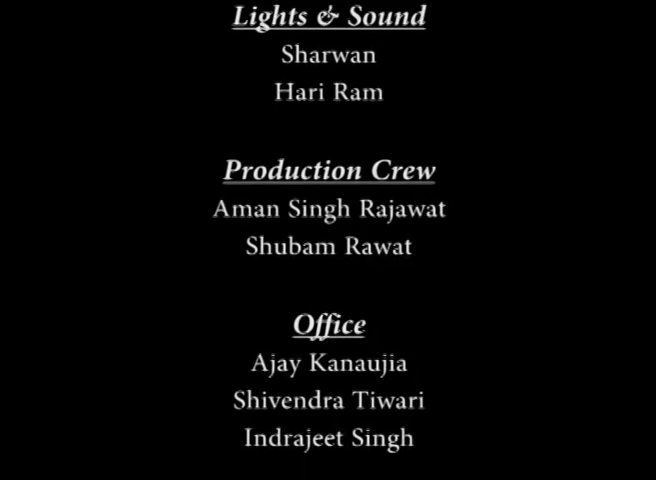 Lights & Sound
Sharwan
Hari Ram
Production Crew
Aman Singh Rajawat
Shubam Rawat
Office
Ajay Kanaujia
Shivendra Tiwari
Indrajeet Singh